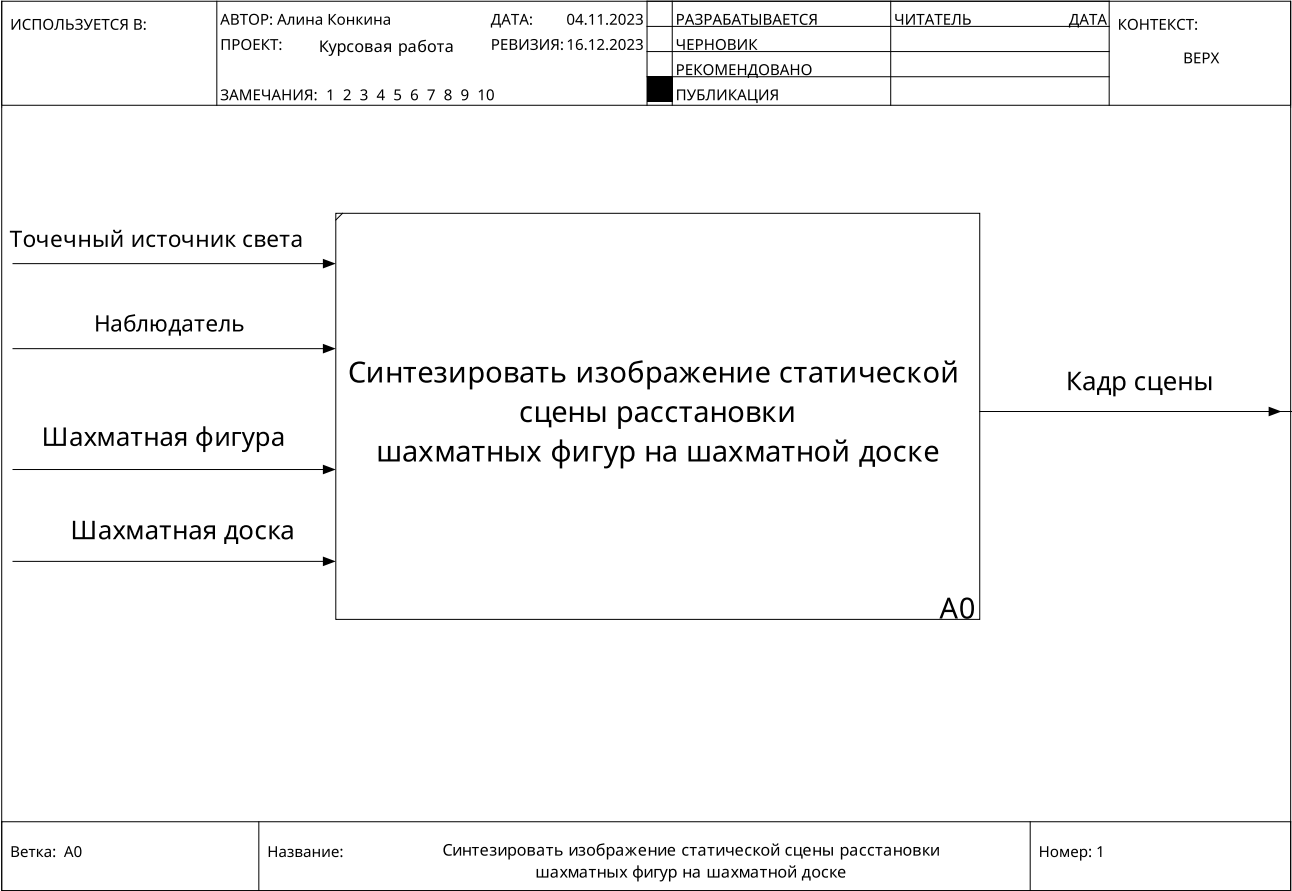 ИСПОЛЬЗУЕТСЯ В:
АВТОР: Алина Конкина
ДАТА: 04.11.2023
ПРОЕКТ: Курсовая работа
РЕВИЗИЯ: 16.12.2023
ЗАМЕЧАНИЯ: 1 2 3 4 5 6 7 8 9 10
РАЗРАБАТЫВАЕТСЯ
ЧЕРНОВИК
РЕКОМЕНДОВАНО
ПУБЛИКАЦИЯ
ЧИТАТЕЛЬ
ДАТА
КОНТЕКСТ:
ВЕРХ
Точечный источник света
Наблюдатель
Шахматная фигура
Шахматная доска
Синтезировать изображение статической
сцены расстановки
шахматных фигур на шахматной доске
A0
Кадр сцены
Ветка: A0
Название:
Синтезировать изображение статической сцены расстановки
шахматных фигур на шахматной доске
Номер: 1